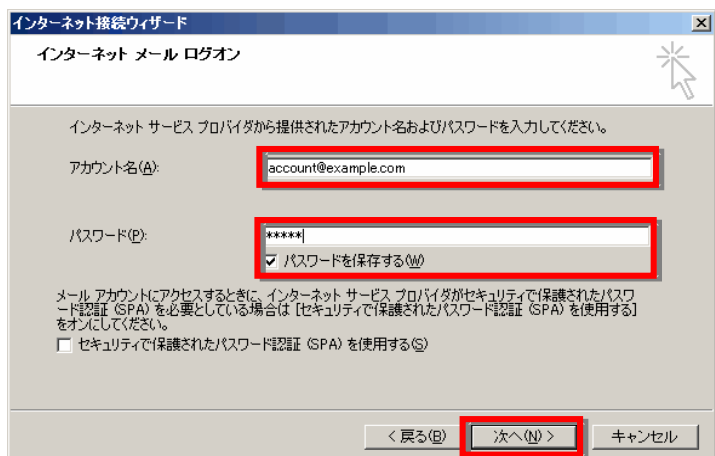 インターネット接続ウィザード
インターネット メール ログオン
インターネット サービス プロバイダから提供されたアカウント名およびパスワードを入力してください。
アカウント名(A):
account@example.com
パスワード(P):
*****
パスワードを保存する(W)
メール アカウントにアクセスするときに、インターネット サービス プロバイダがセキュリティで保護されたパスワ
ード認証 (SPA) を必要としている場合は [セキュリティで保護されたパスワード認証 (SPA) を使用する]
をオンにしてください。
セキュリティで保護されたパスワード認証 (SPA) を使用する(S)
< 戻る(B)
次へ(N) >
キャンセル